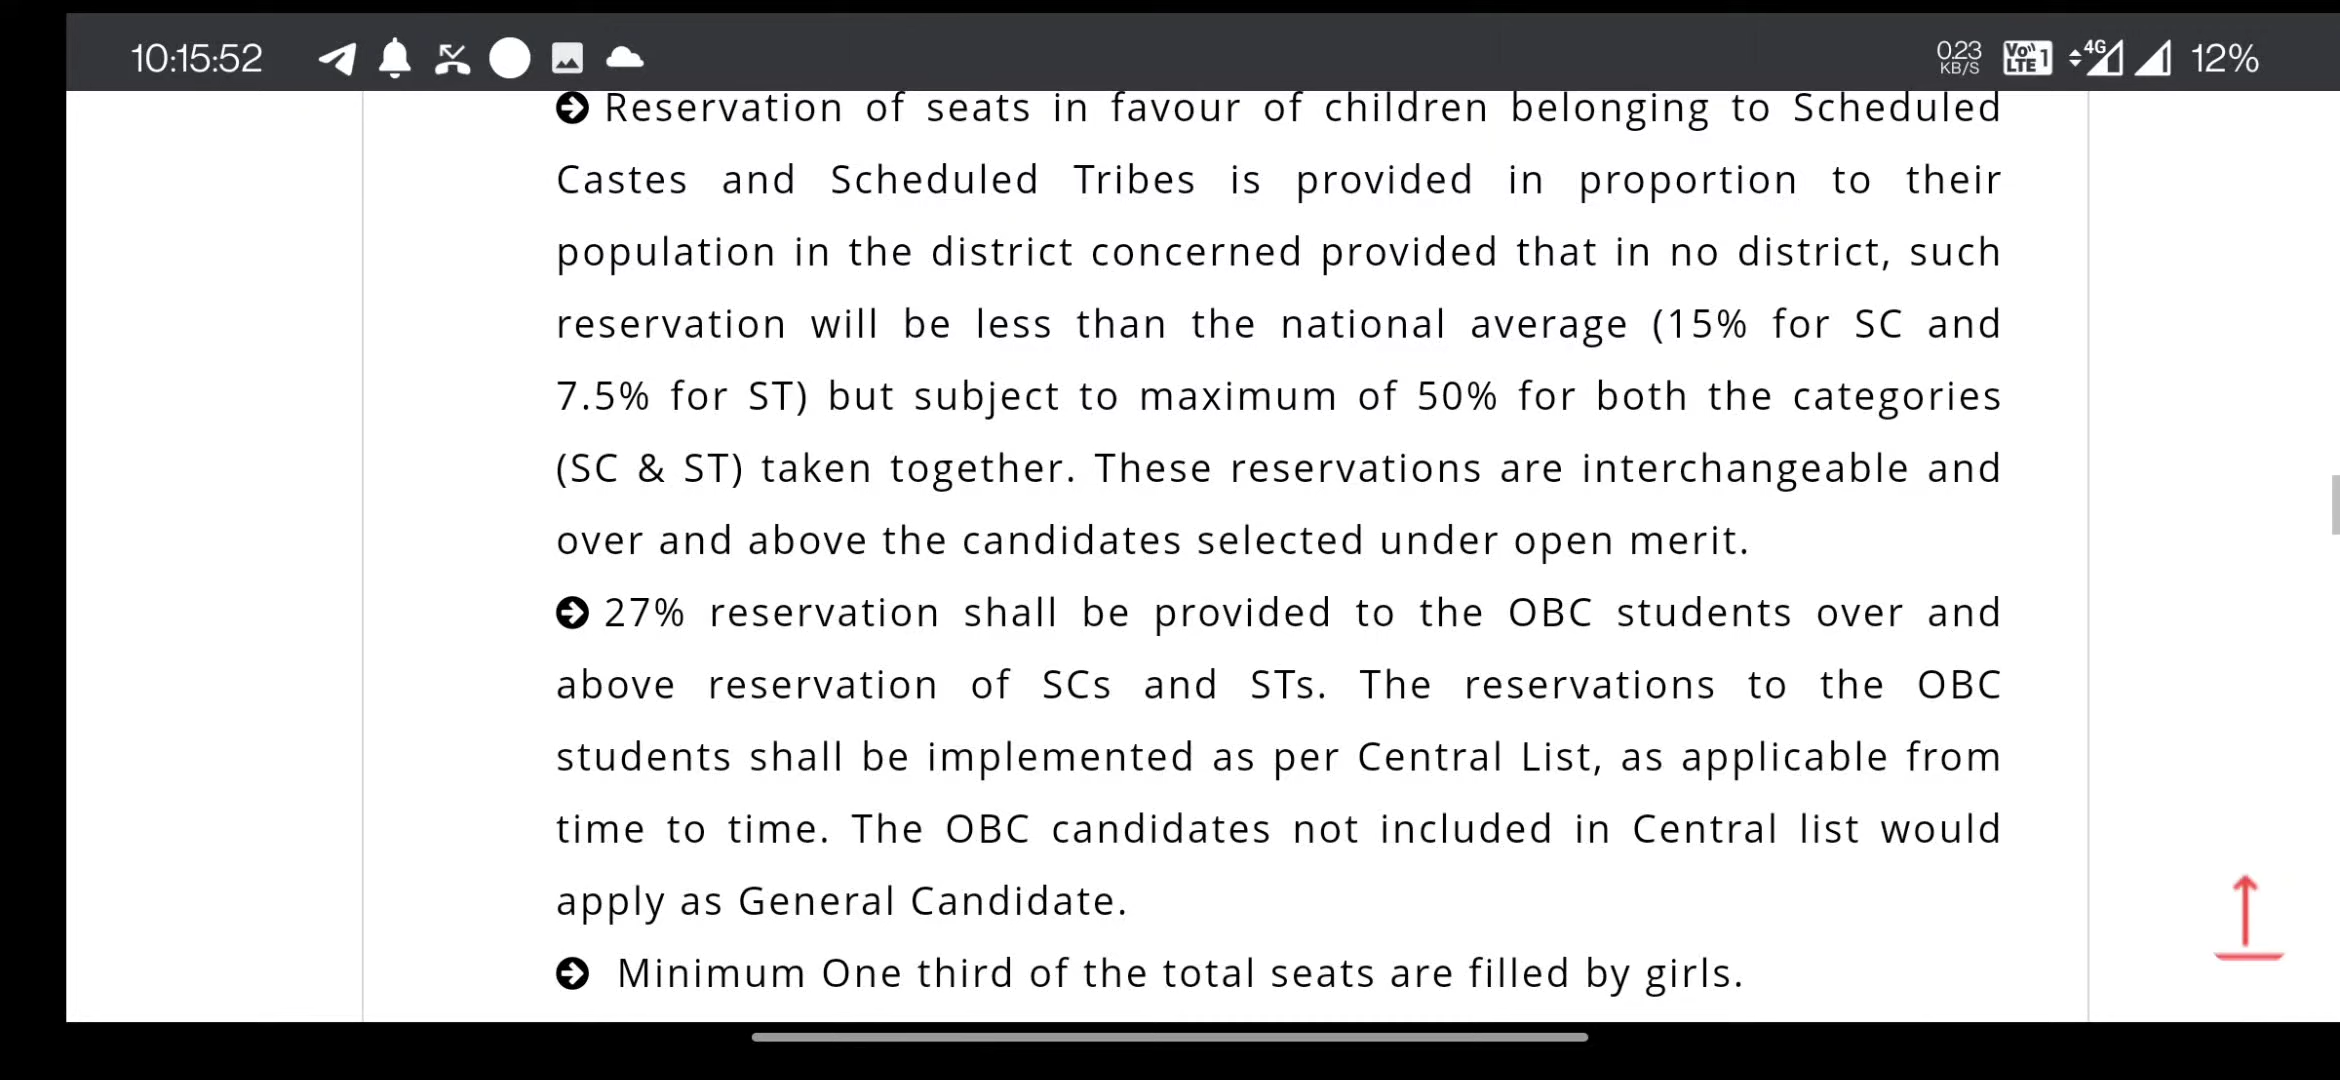 10:15:52 0.23 KB/S Vo)) LTE 1 4G 12%
Reservation of seats in favour of children belonging to Scheduled
Castes and Scheduled Tribes is provided in proportion to their
population in the district concerned provided that in no district, such
reservation will be less than the national average (15% for SC and
7.5% for ST) but subject to maximum of 50% for both the categories
(SC & ST) taken together. These reservations are interchangeable and
over and above the candidates selected under open merit.
27% reservation shall be provided to the OBC students over and
above reservation of SCs and STs. The reservations to the OBC
students shall be implemented as per Central List, as applicable from
time to time. The OBC candidates not included in Central list would
apply as General Candidate.
Minimum One third of the total seats are filled by girls.